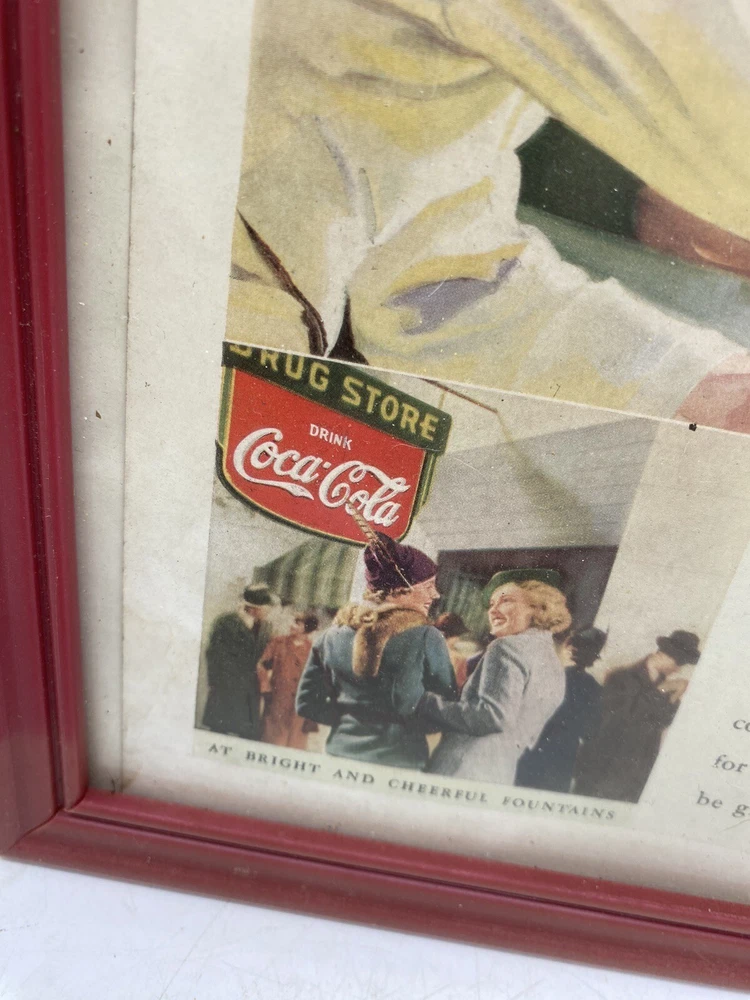 DRUG STORE
DRINK
Coca-Cola
AT BRIGHT AND CHEERFUL FOUNTAINS
for
be